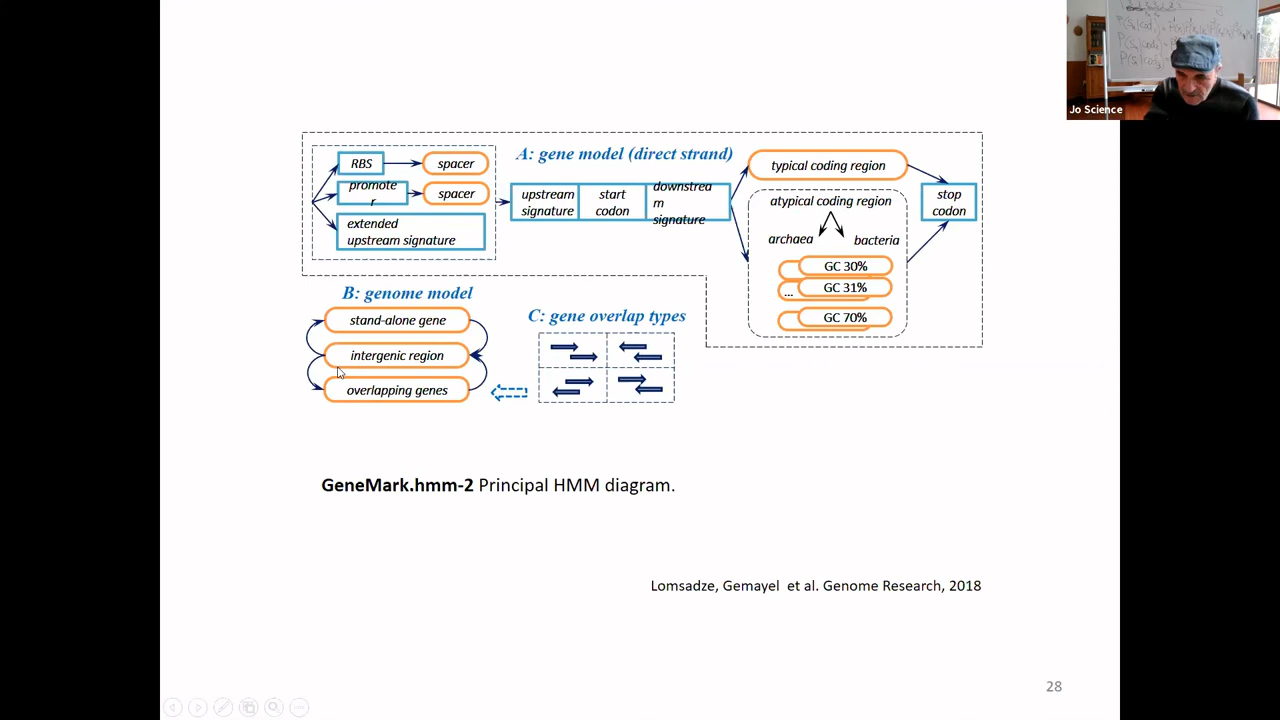 Jo Science
A: gene model (direct strand)
RBS
spacer
promote
r
spacer
extended
upstream signature
upstream
signature
start
codon
downstrea
m
signature
typical coding region
atypical coding region
archaea
bacteria
GC 30%
GC 31%
...
GC 70%
stop
codon
B: genome model
stand-alone gene
intergenic region
overlapping genes
C: gene overlap types
GeneMark.hmm-2 Principal HMM diagram.
Lomsadze, Gemayel et al. Genome Research, 2018
28